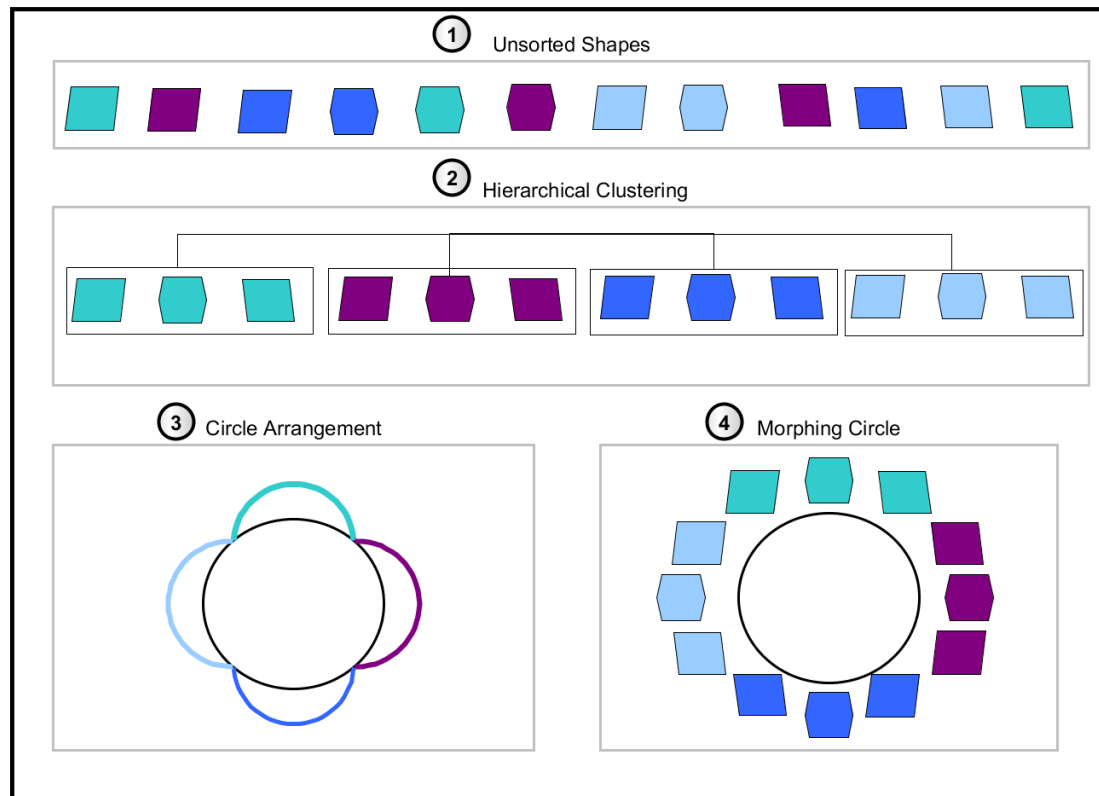 1 Unsorted Shapes
2 Hierarchical Clustering
3 Circle Arrangement
4 Morphing Circle